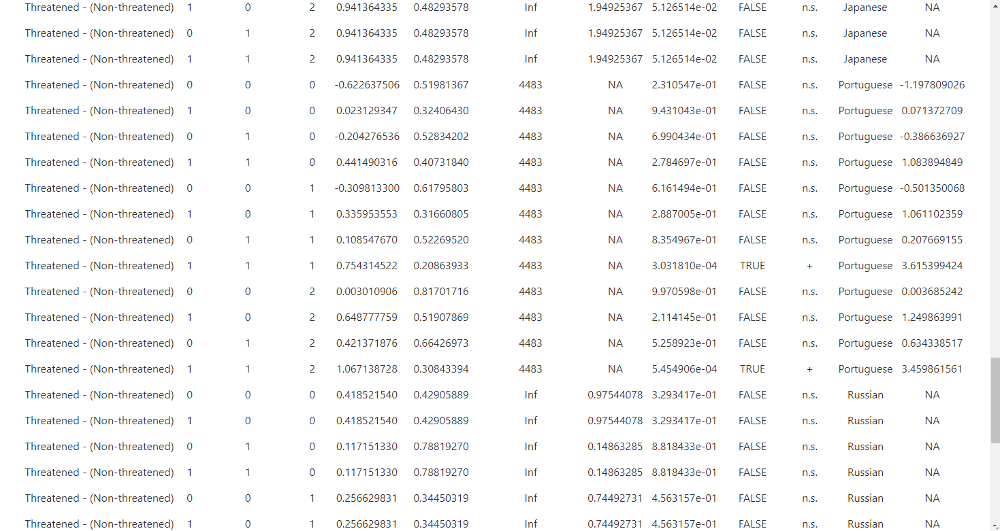 Threatened - (Non-threatened) 1 0 2 0.941364335 0.48293578 Inf 1.94925367 5.126514e-02 FALSE n.s. Japanese NA
Threatened - (Non-threatened) 0 1 2 0.941364335 0.48293578 Inf 1.94925367 5.126514e-02 FALSE n.s. Japanese NA
Threatened - (Non-threatened) 1 1 2 0.941364335 0.48293578 Inf 1.94925367 5.126514e-02 FALSE n.s. Japanese NA
Threatened - (Non-threatened) 0 0 0 -0.622637506 0.51981367 4483 NA 2.310547e-01 FALSE n.s. Portuguese -1.197809026
Threatened - (Non-threatened) 1 0 0 0.023129347 0.32406430 4483 NA 9.431043e-01 FALSE n.s. Portuguese 0.071372709
Threatened - (Non-threatened) 0 1 0 -0.204276536 0.52834202 4483 NA 6.990434e-01 FALSE n.s. Portuguese -0.386636927
Threatened - (Non-threatened) 1 1 0 0.441490316 0.40731840 4483 NA 2.784697e-01 FALSE n.s. Portuguese 1.083894849
Threatened - (Non-threatened) 0 0 1 -0.309813300 0.61795803 4483 NA 6.161494e-01 FALSE n.s. Portuguese -0.501350068
Threatened - (Non-threatened) 1 0 1 0.335953553 0.31660805 4483 NA 2.887005e-01 FALSE n.s. Portuguese 1.061102359
Threatened - (Non-threatened) 0 1 1 0.108547670 0.52269520 4483 NA 8.354967e-01 FALSE n.s. Portuguese 0.207669155
Threatened - (Non-threatened) 1 1 1 0.754314522 0.20863933 4483 NA 3.031810e-04 TRUE + Portuguese 3.615399424
Threatened - (Non-threatened) 0 0 2 0.003010906 0.81701716 4483 NA 9.970598e-01 FALSE n.s. Portuguese 0.003685242
Threatened - (Non-threatened) 1 0 2 0.648777759 0.51907869 4483 NA 2.114145e-01 FALSE n.s. Portuguese 1.249863991
Threatened - (Non-threatened) 0 1 2 0.421371876 0.66426973 4483 NA 5.258923e-01 FALSE n.s. Portuguese 0.634338517
Threatened - (Non-threatened) 1 1 2 1.067138728 0.30843394 4483 NA 5.454906e-04 TRUE + Portuguese 3.459861561
Threatened - (Non-threatened) 0 0 0 0.418521540 0.42905889 Inf 0.97544078 3.293417e-01 FALSE n.s. Russian NA
Threatened - (Non-threatened) 1 0 0 0.418521540 0.42905889 Inf 0.97544078 3.293417e-01 FALSE n.s. Russian NA
Threatened - (Non-threatened) 0 1 0 0.117151330 0.78819270 Inf 0.14863285 8.818433e-01 FALSE n.s. Russian NA
Threatened - (Non-threatened) 1 1 0 0.117151330 0.78819270 Inf 0.14863285 8.818433e-01 FALSE n.s. Russian NA
Threatened - (Non-threatened) 0 0 1 0.256629831 0.34450319 Inf 0.74492731 4.563157e-01 FALSE n.s. Russian NA
Threatened - (Non-threatened) 1 0 1 0.256629831 0.34450319 Inf 0.74492731 4.563157e-01 FALSE n.s. Russian NA